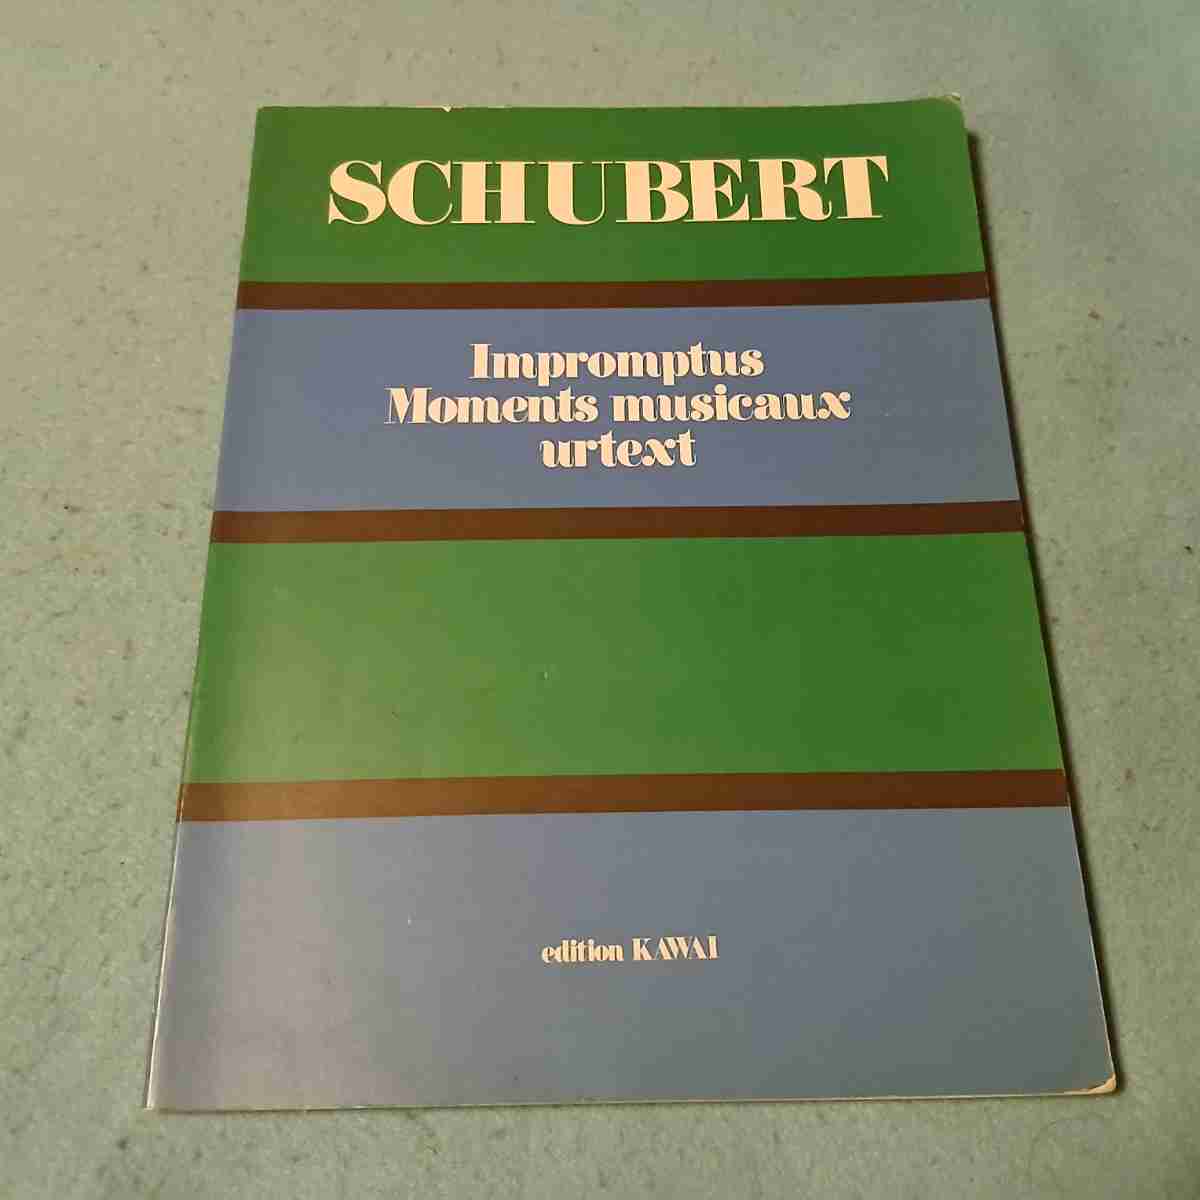 SCHUBERT
Impromptus
Moments musicaux
urtext
edition KAWAI